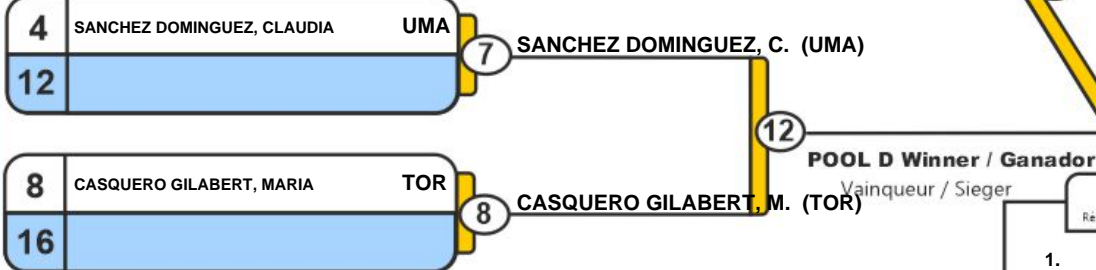 4 SANCHEZ DOMINGUEZ, CLAUDIA UMA
12
7 SANCHEZ DOMINGUEZ, C. (UMA)
12
POOL D Winner / Ganador
Vainqueur / Sieger
8 CASQUERO GILABERT, MARIA TOR
16
8 CASQUERO GILABERT, M. (TOR)
1.